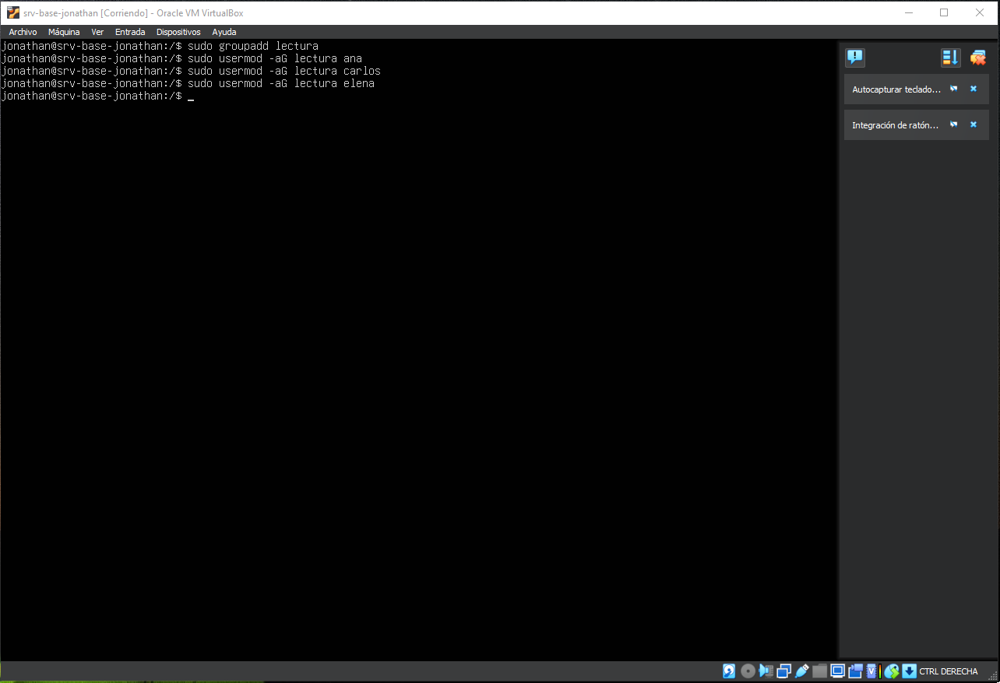 srv-base-jonathan [Corriendo] - Oracle VM VirtualBox
Archivo Máquina Ver Entrada Dispositivos Ayuda
jonathan@srv-base-jonathan:/$ sudo groupadd lectura
jonathan@srv-base-jonathan:/$ sudo usermod -aG lectura ana
jonathan@srv-base-jonathan:/$ sudo usermod -aG lectura carlos
jonathan@srv-base-jonathan:/$ sudo usermod -aG lectura elena
jonathan@srv-base-jonathan:/$ _
Autocapturar teclado...
Integración de ratón...
CTRL DERECHA